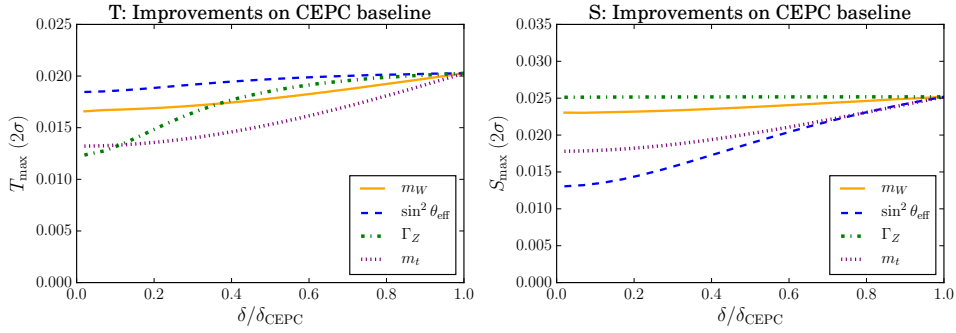 T: Improvements on CEPC baseline
T_max (2σ)
0.025
0.020
0.015
0.010
0.005
0.000
m_W
sin² θ_eff
Γ_Z
m_t
0.0 0.2 0.4 0.6 0.8 1.0
δ/δ_CEPC
S: Improvements on CEPC baseline
S_max (2σ)
0.035
0.030
0.025
0.020
0.015
0.010
0.005
0.000
m_W
sin² θ_eff
Γ_Z
m_t
0.0 0.2 0.4 0.6 0.8 1.0
δ/δ_CEPC